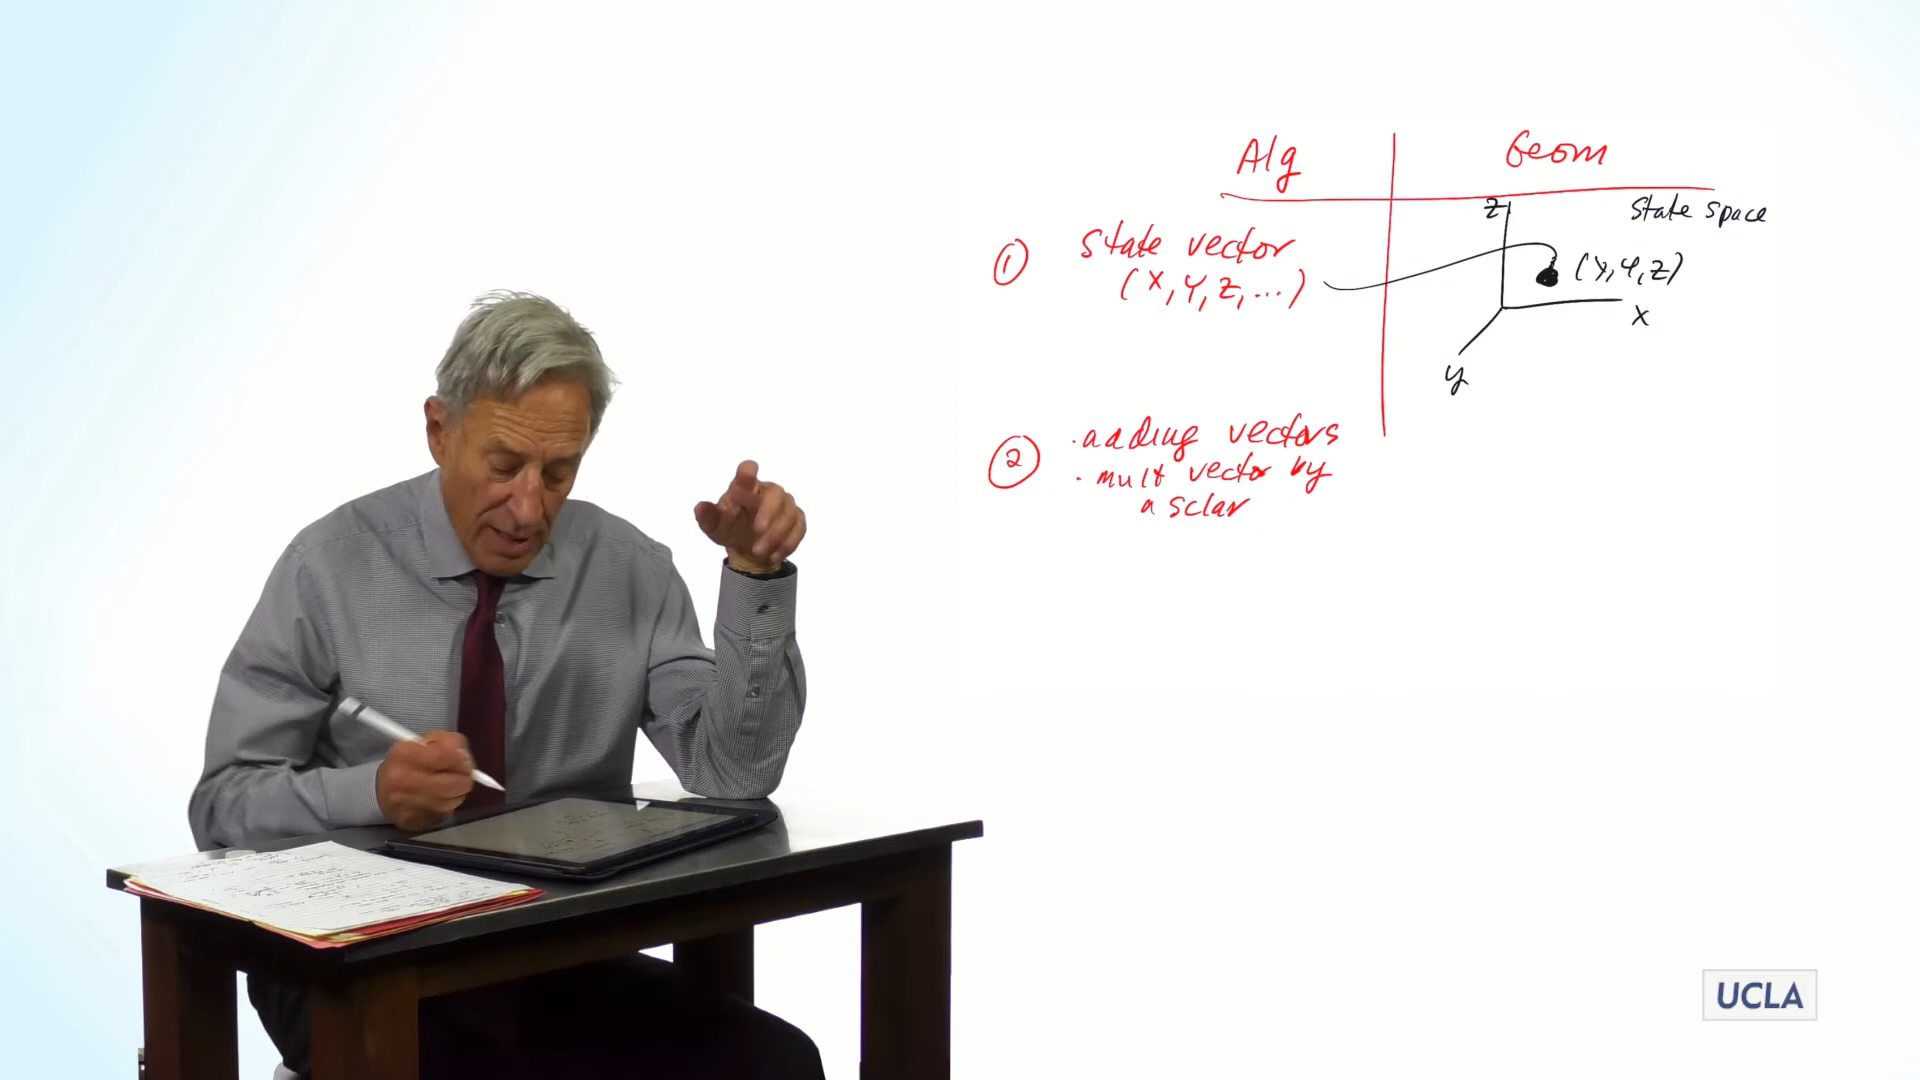 Alg
Geom
① State vector
(X, Y, Z, ...)
Z
State space
(X, Y, Z)
X
y
② · adding vectors
· mult vector by
a sclar
UCLA